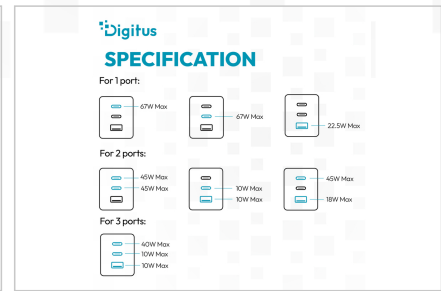 Digitus
SPECIFICATION
For 1 port:
67W Max
67W Max
22.5W Max
For 2 ports:
45W Max
45W Max
10W Max
10W Max
45W Max
18W Max
For 3 ports:
40W Max
10W Max
10W Max